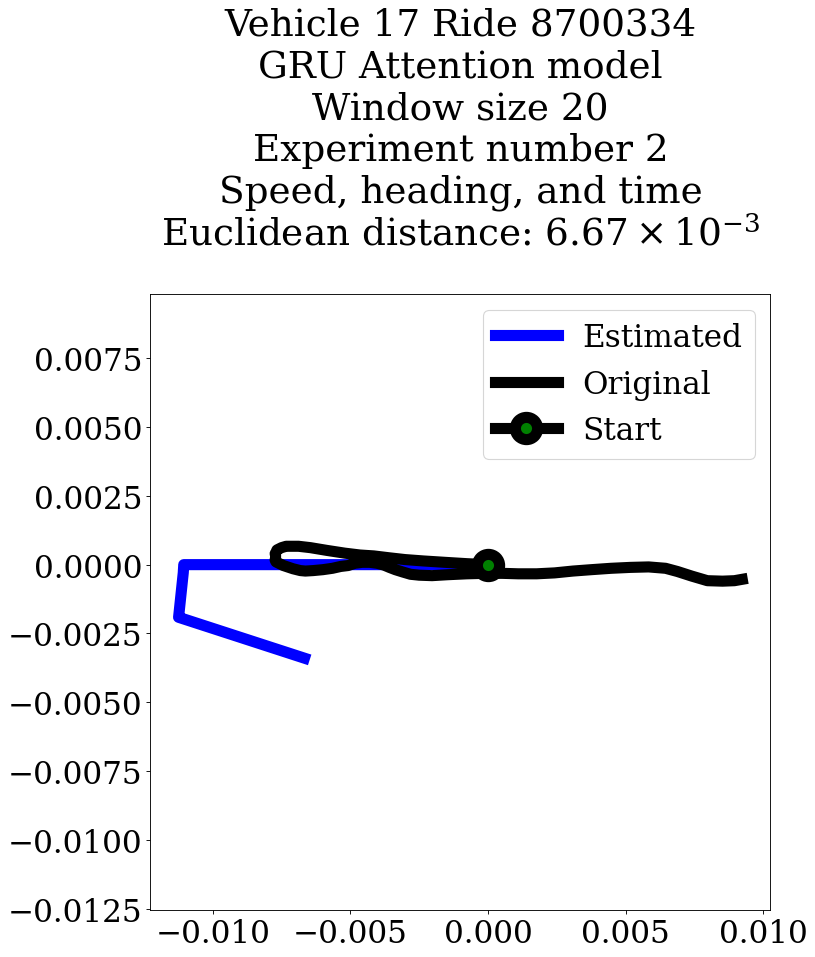 Vehicle 17 Ride 8700334
GRU Attention model
Window size 20
Experiment number 2
Speed, heading, and time
Euclidean distance: 6.67 × 10⁻³
Estimated
Original
Start
0.0075
0.0050
0.0025
0.0000
−0.0025
−0.0050
−0.0075
−0.0100
−0.0125
−0.010
−0.005
0.000
0.005
0.010